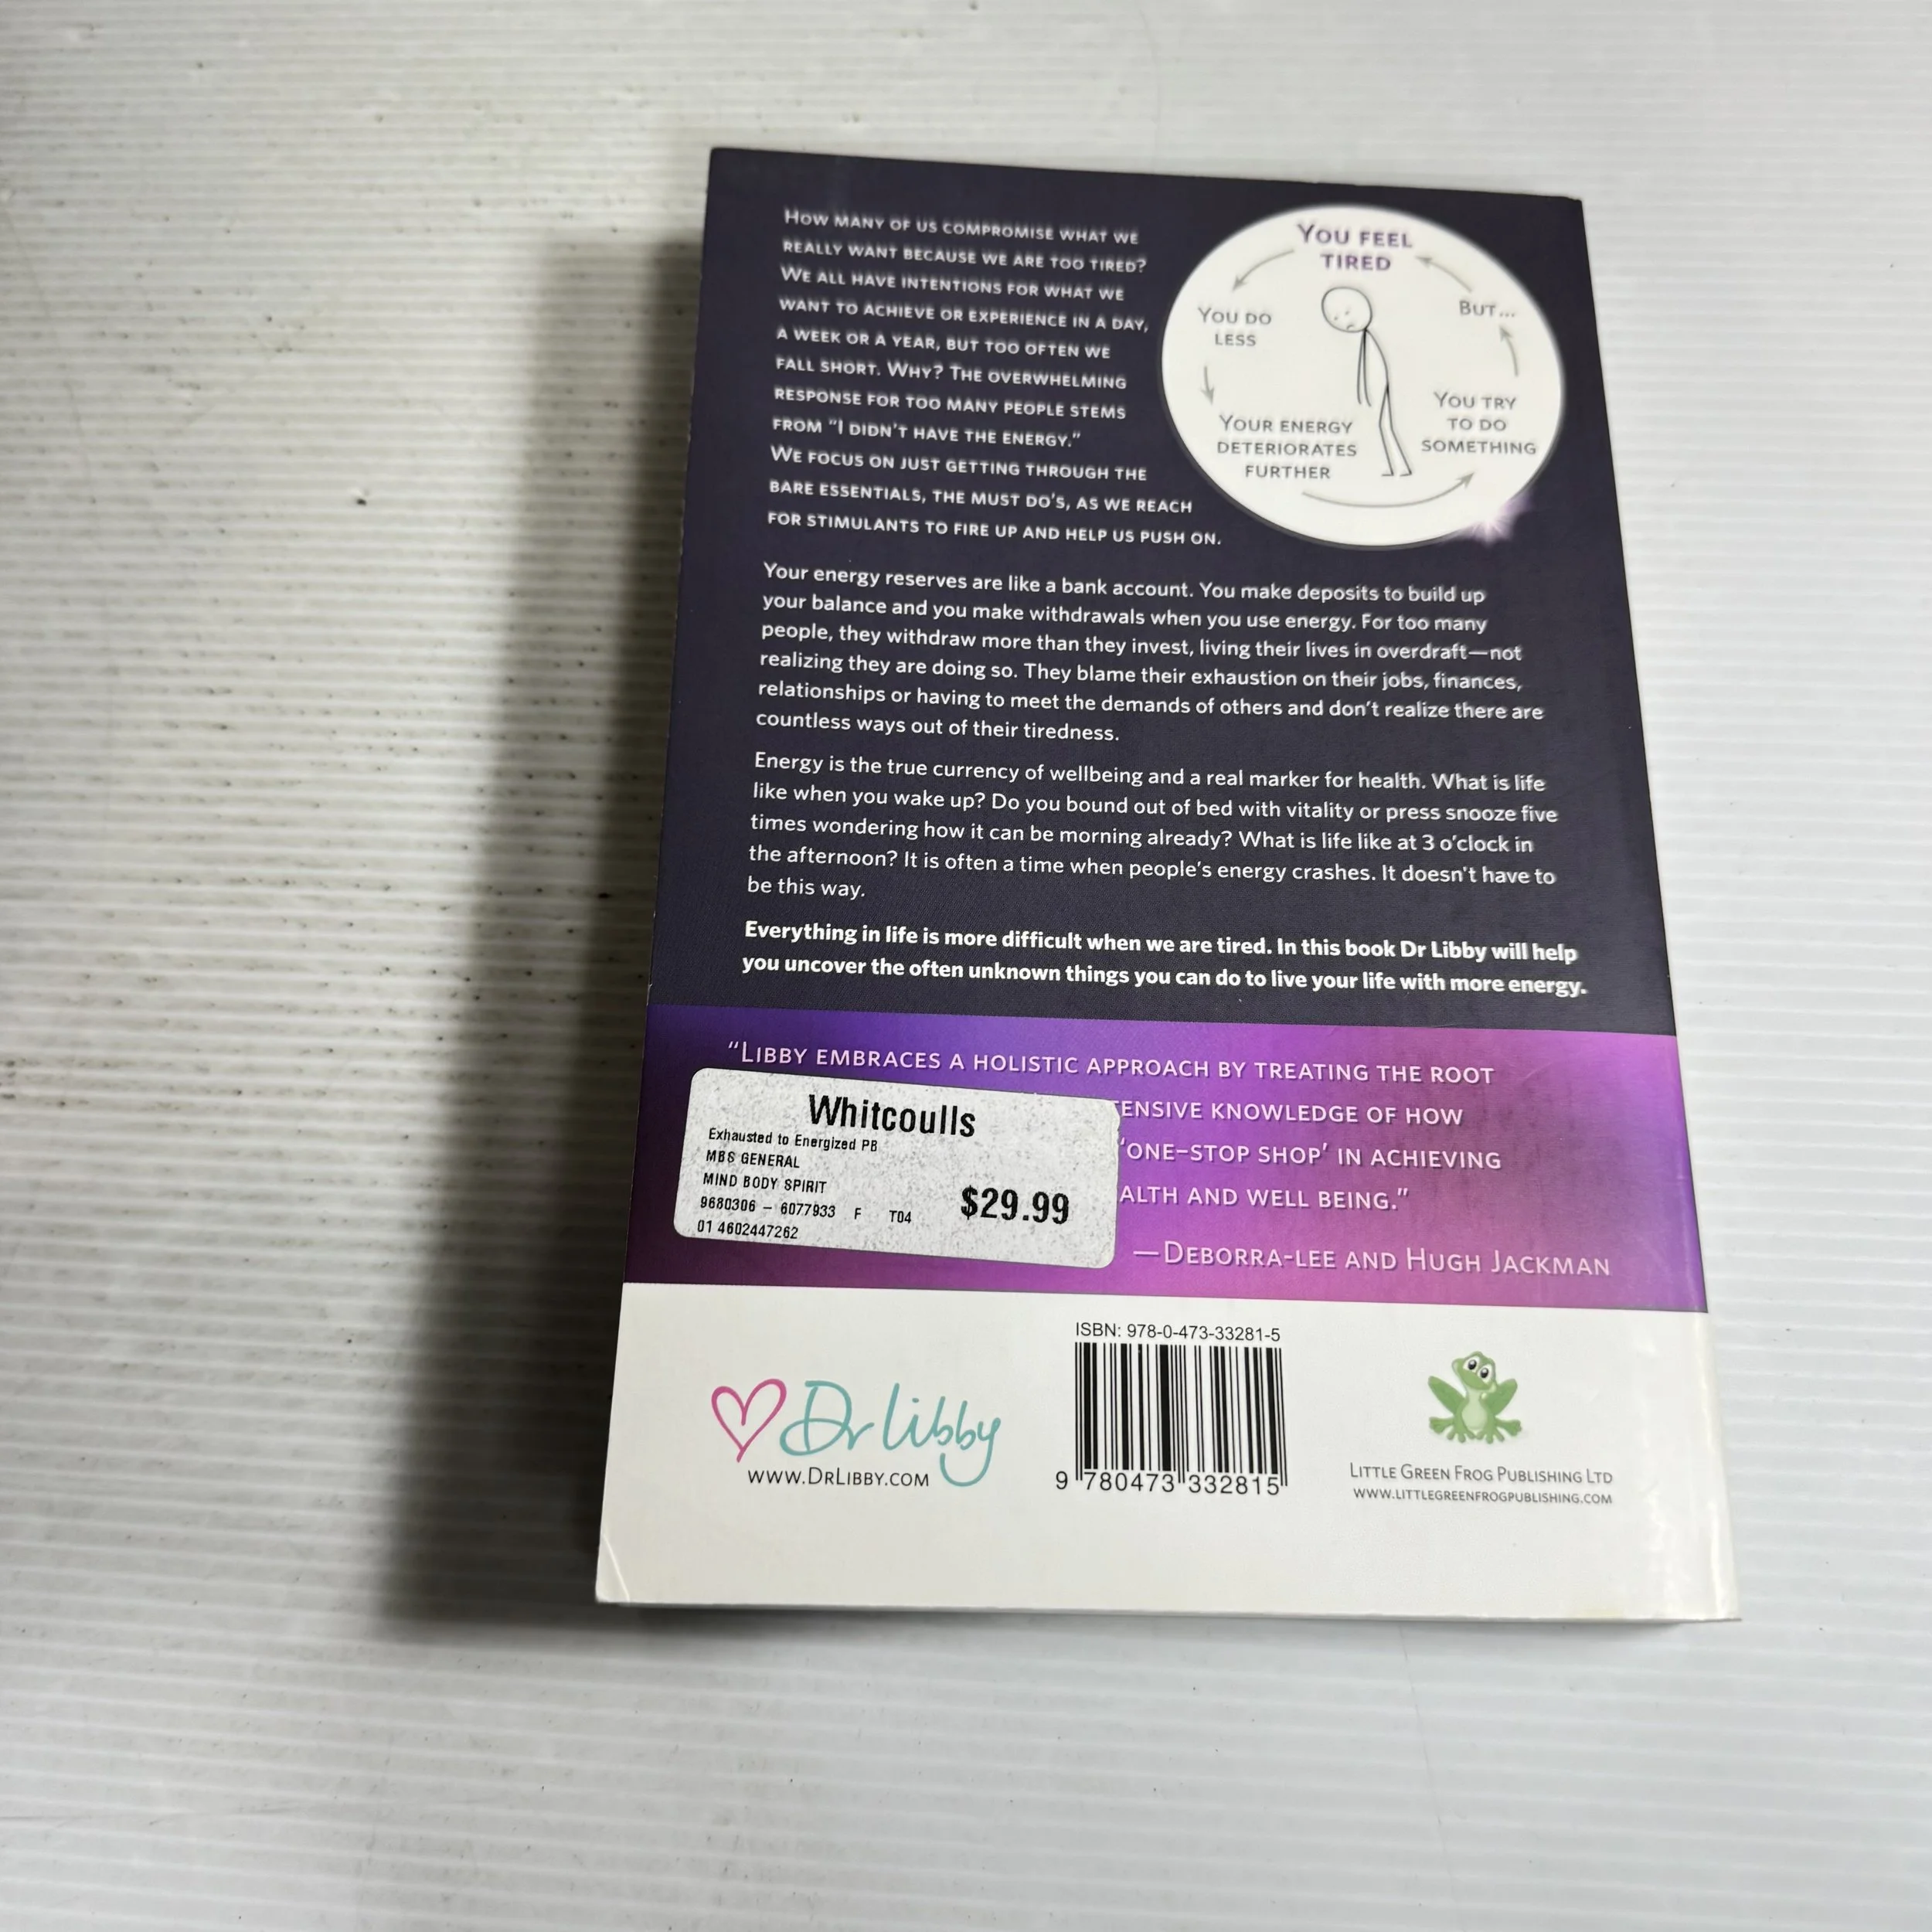 How many of us compromise what we
really want because we are too tired?
We all have intentions for what we
want to achieve or experience in a day,
a week or a year, but too often we
fall short. Why? The overwhelming
response for too many people stems
from "I didn't have the energy."
We focus on just getting through the
bare essentials, the must do's, as we reach
for stimulants to fire up and help us push on.
You feel
tired
You do
less
Your energy
deteriorates
further
You try
to do
something
But...
Your energy reserves are like a bank account. You make deposits to build up
your balance and you make withdrawals when you use energy. For too many
people, they withdraw more than they invest, living their lives in overdraft—not
realizing they are doing so. They blame their exhaustion on their jobs, finances,
relationships or having to meet the demands of others and don't realize there are
countless ways out of their tiredness.
Energy is the true currency of wellbeing and a real marker for health. What is life
like when you wake up? Do you bound out of bed with vitality or press snooze five
times wondering how it can be morning already? What is life like at 3 o'clock in
the afternoon? It is often a time when people's energy crashes. It doesn't have to
be this way.
Everything in life is more difficult when we are tired. In this book Dr Libby will help
you uncover the often unknown things you can do to live your life with more energy.
"Libby embraces a holistic approach by treating the root
knowledge of how
'one-stop shop' in achieving
and well being."
—Deborra-lee and Hugh Jackman
Whitcoulls
Exhausted to Energized PB
MBS GENERAL
MIND BODY SPIRIT
9680306 – 6077933 F T04
01 4602447262
$29.99
Dr Libby
www.DrLibby.com
ISBN: 978-0-473-33281-5
9 780473 332815
Little Green Frog Publishing Ltd
www.littlegreenfrogpublishing.com